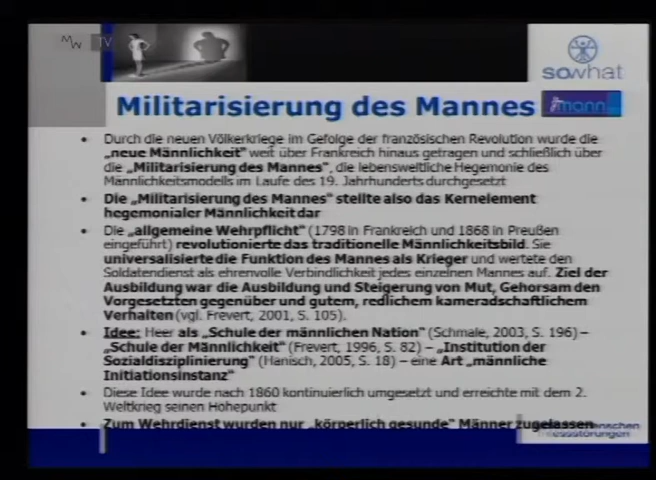 MW TV
sowhat
Militarisierung des Mannes
mann
• Durch die neuen Völkerkriege im Gefolge der französischen Revolution wurde die
„neue Männlichkeit" weit über Frankreich hinaus getragen und schließlich über
die „Militarisierung des Mannes", die lebensweltliche Hegemonie des
Männlichkeitsmodells im Laufe des 19. Jahrhunderts durchgesetzt
• Die „Militarisierung des Mannes" stellte also das Kernelement
hegemonialer Männlichkeit dar
• Die „allgemeine Wehrpflicht" (1798 in Frankreich und 1868 in Preußen
eingeführt) revolutionierte das traditionelle Männlichkeitsbild. Sie
universalisierte die Funktion des Mannes als Krieger und wertete den
Soldatendienst als ehrenvolle Verbindlichkeit jedes einzelnen Mannes auf. Ziel der
Ausbildung war die Ausbildung und Steigerung von Mut, Gehorsam den
Vorgesetzten gegenüber und gutem, redlichem kameradschaftlichem
Verhalten (vgl. Frevert, 2001, S. 105).
• Idee: Heer als „Schule der männlichen Nation" (Schmale, 2003, S. 196) –
„Schule der Männlichkeit" (Frevert, 1996, S. 82) – „Institution der
Sozialdisziplinierung" (Hanisch, 2005, S. 18) – eine Art „männliche
Initiationsinstanz"
• Diese Idee wurde nach 1860 kontinuierlich umgesetzt und erreichte mit dem 2.
Weltkrieg seinen Höhepunkt
• Zum Wehrdienst wurden nur „körperlich gesunde" Männer zugelassen